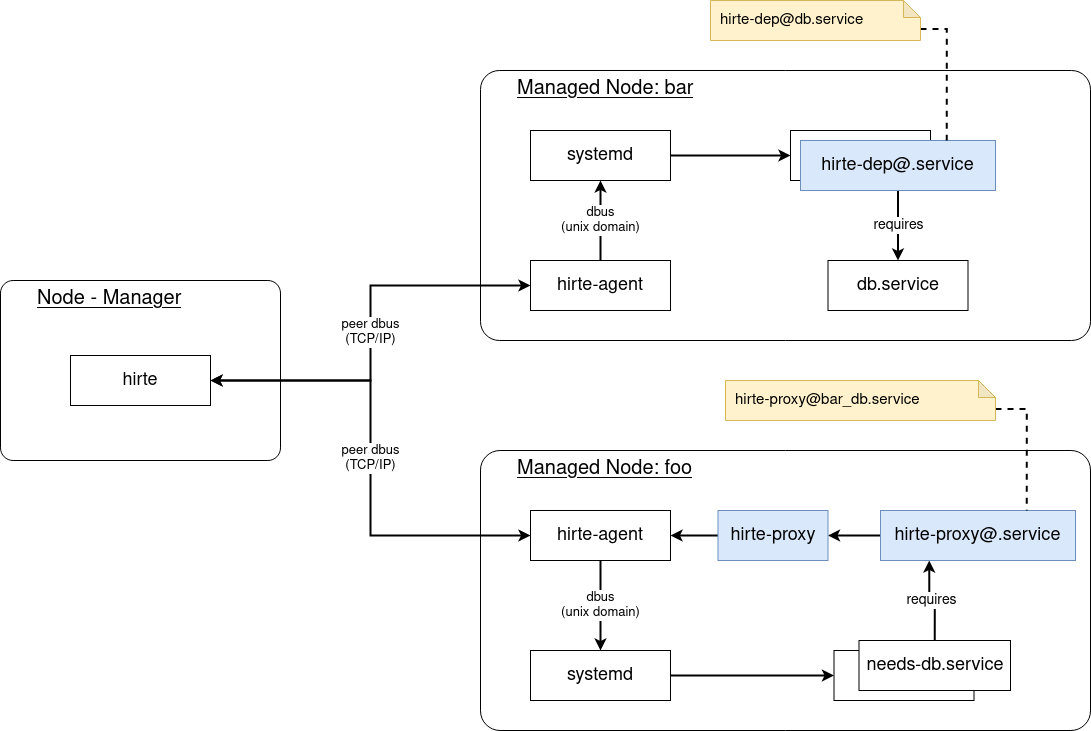 hirte-dep@db.service
Managed Node: bar
systemd
hirte-dep@.service
dbus
(unix domain)
requires
hirte-agent
db.service
Node - Manager
peer dbus
(TCP/IP)
hirte
hirte-proxy@bar_db.service
peer dbus
(TCP/IP)
Managed Node: foo
hirte-agent
hirte-proxy
hirte-proxy@.service
dbus
(unix domain)
requires
systemd
needs-db.service